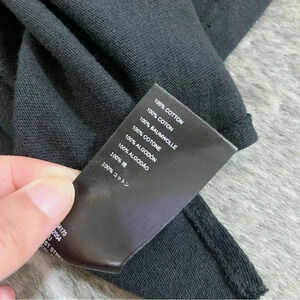 100% COTTON
100% COTON
100% BAUMWOLLE
100% COTONE
100% ALGODÓN
100% ALGODÃO
100% 棉
100% コットン